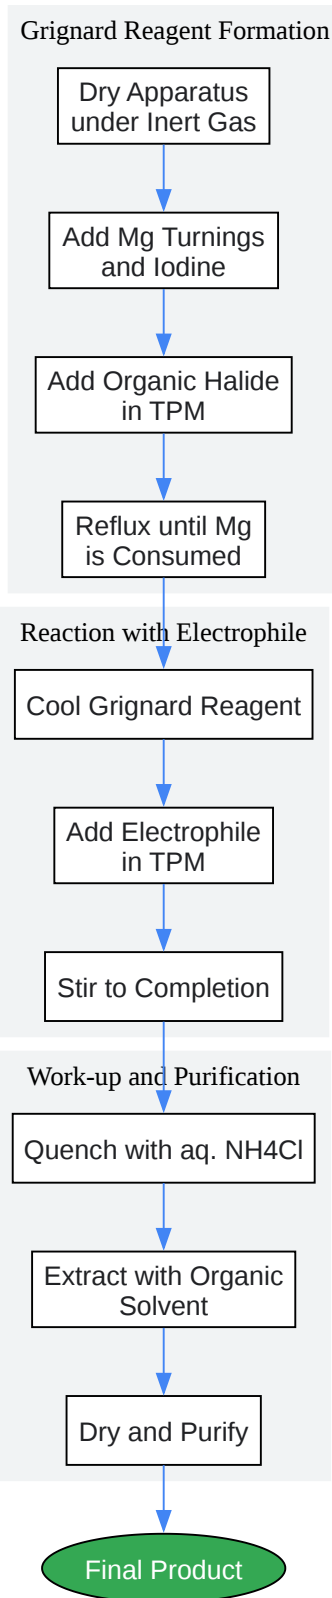 Grignard Reagent Formation
Dry Apparatus
under Inert Gas
Add Mg Turnings
and Iodine
Add Organic Halide
in TPM
Reflux until Mg
is Consumed
Reaction with Electrophile
Cool Grignard Reagent
Add Electrophile
in TPM
Stir to Completion
Work-up and Purification
Quench with aq. NH4Cl
Extract with Organic
Solvent
Dry and Purify
Final Product